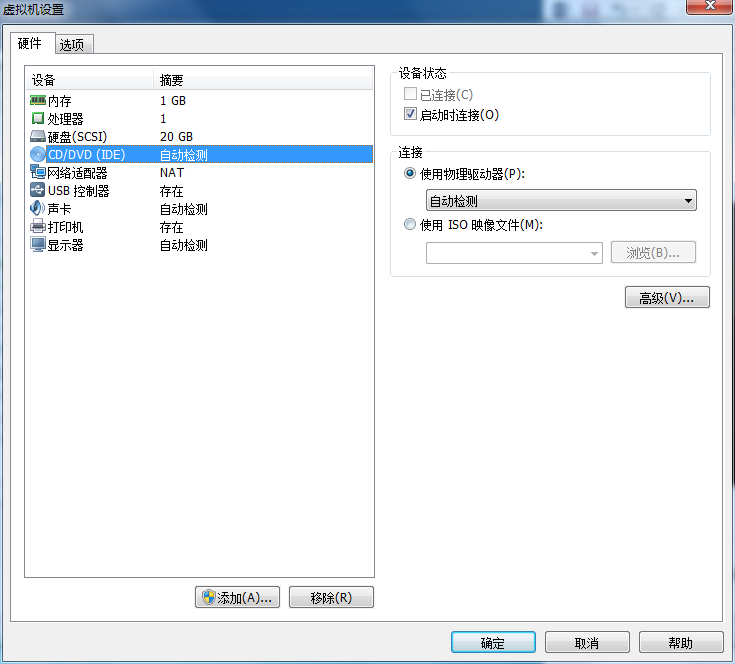 虚拟机设置
硬件 选项
设备 摘要
内存 1 GB
处理器 1
硬盘(SCSI) 20 GB
CD/DVD (IDE) 自动检测
网络适配器 NAT
USB 控制器 存在
声卡 自动检测
打印机 存在
显示器 自动检测
添加(A)... 移除(R)
设备状态
已连接(C)
启动时连接(O)
连接
使用物理驱动器(P):
自动检测
使用 ISO 映像文件(M):
浏览(B)...
高级(V)...
确定 取消 帮助